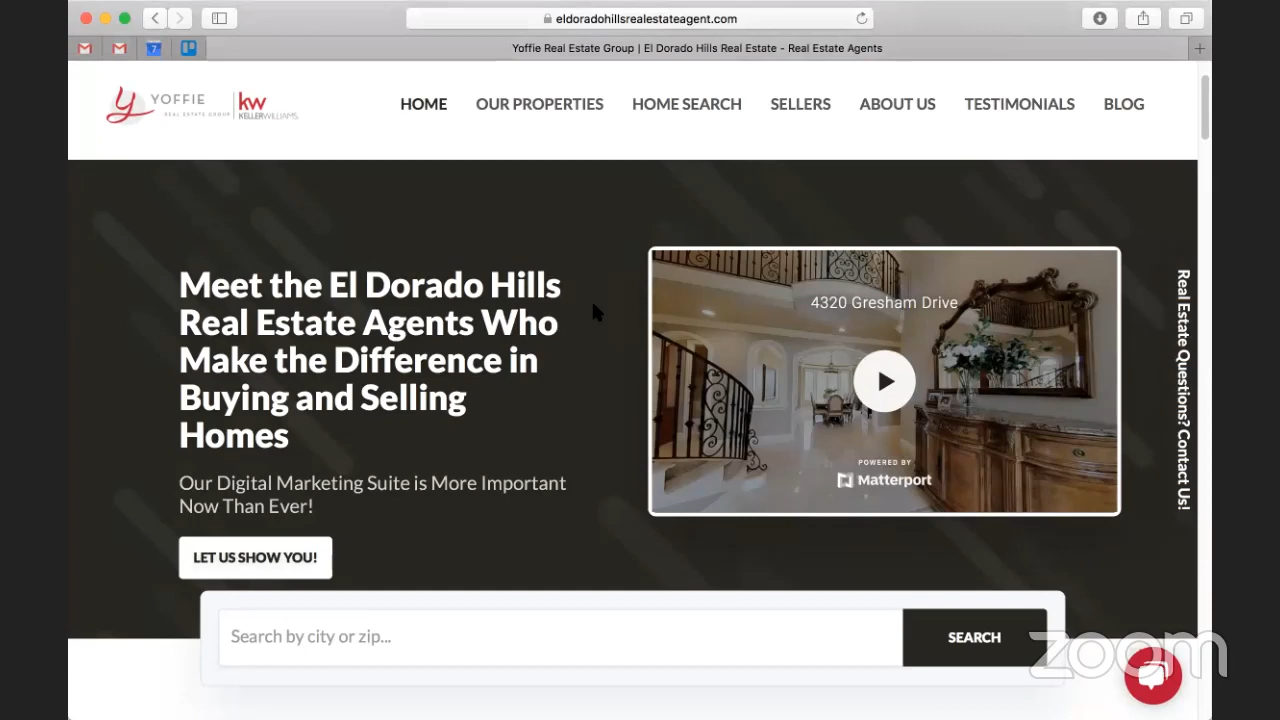 eldoradohillsrealestateagent.com
7
Yoffie Real Estate Group | El Dorado Hills Real Estate - Real Estate Agents
YOFFIE
REAL ESTATE GROUP
kw
KELLERWILLIAMS
HOME OUR PROPERTIES HOME SEARCH SELLERS ABOUT US TESTIMONIALS BLOG
Meet the El Dorado Hills
Real Estate Agents Who
Make the Difference in
Buying and Selling
Homes
Our Digital Marketing Suite is More Important
Now Than Ever!
LET US SHOW YOU!
4320 Gresham Drive
POWERED BY
Matterport
Real Estate Questions? Contact Us!
Search by city or zip...
SEARCH
zoom